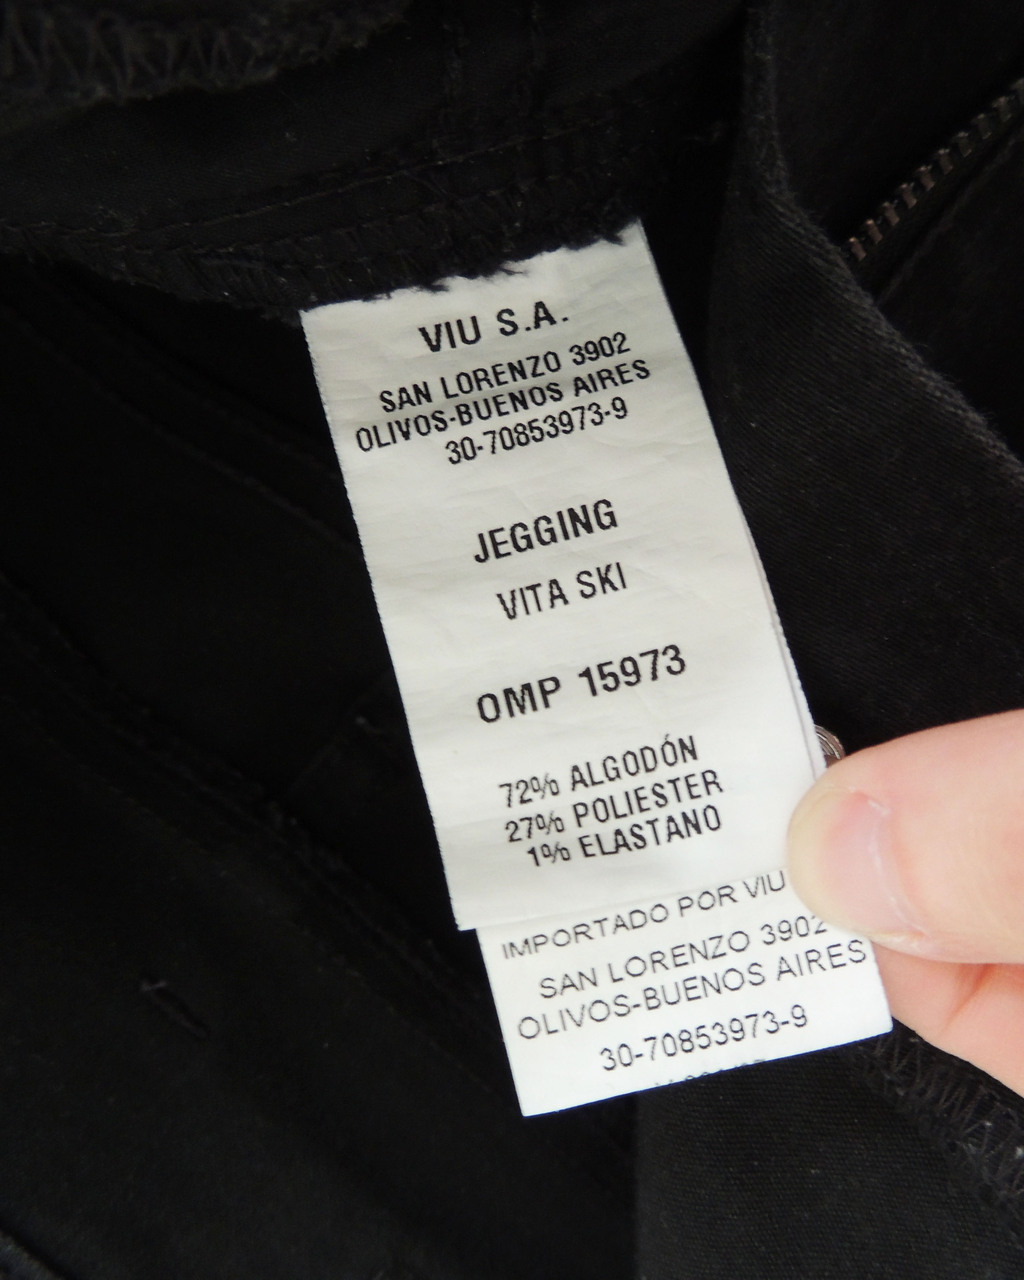 VIU S.A.
SAN LORENZO 3902
OLIVOS-BUENOS AIRES
30-70853973-9
JEGGING
VITA SKI
OMP 15973
72% ALGODÓN
27% POLIESTER
1% ELASTANO
IMPORTADO POR VIU
SAN LORENZO 3902
OLIVOS-BUENOS AIRES
30-70853973-9